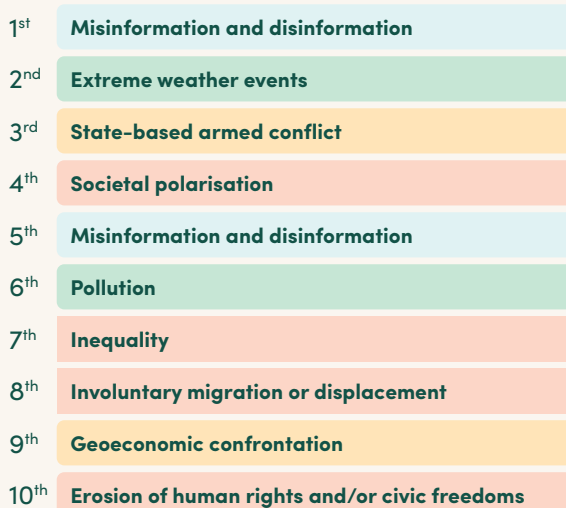 1st Misinformation and disinformation
2nd Extreme weather events
3rd State-based armed conflict
4th Societal polarisation
5th Misinformation and disinformation
6th Pollution
7th Inequality
8th Involuntary migration or displacement
9th Geoeconomic confrontation
10th Erosion of human rights and/or civic freedoms